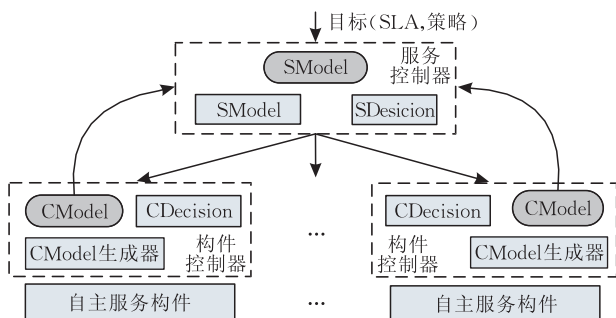 目标(SLA,策略)
服务
控制器
SModel
SModel
SDesicion
CModel
CDecision
CModel生成器
构件
控制器
...
CDecision
CModel
构件
控制器
CModel生成器
自主服务构件
...
自主服务构件